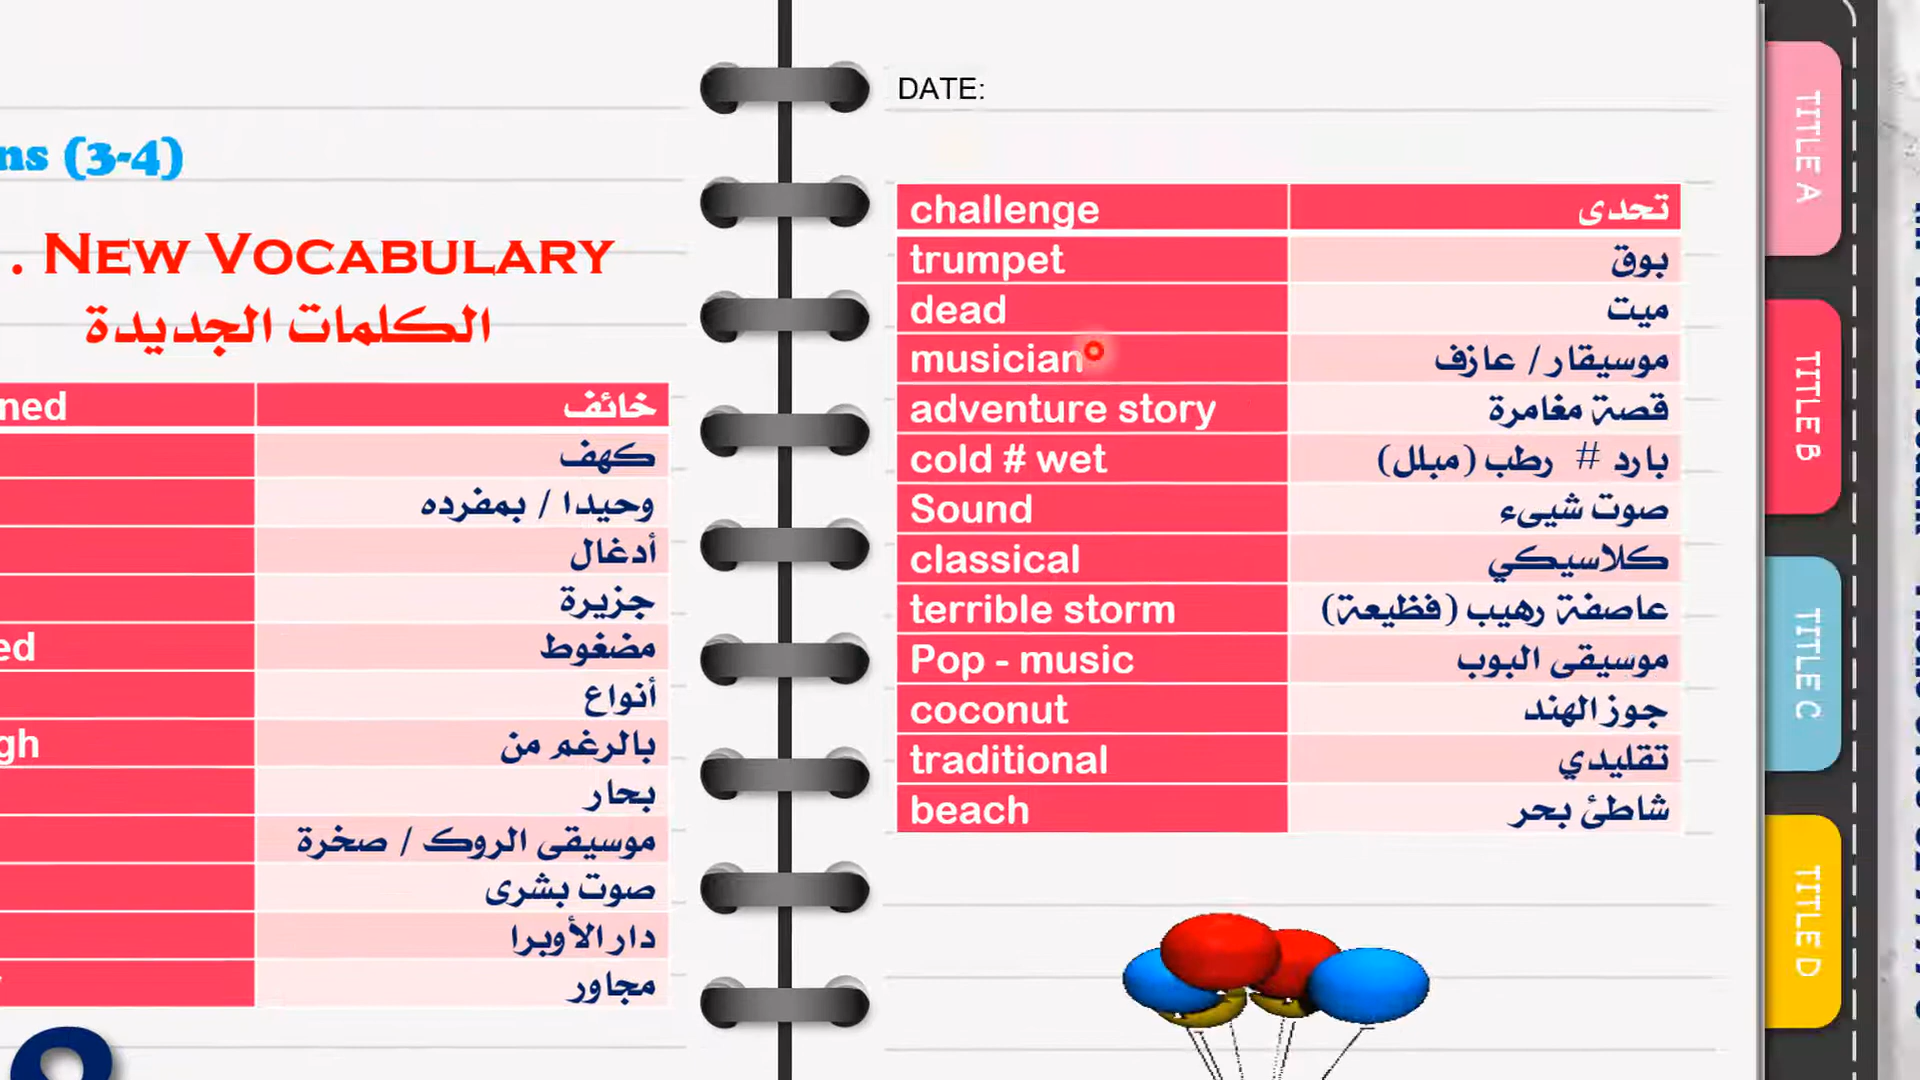 ns (3-4)
. NEW VOCABULARY
الكلمات الجديدة
ned خائف
كهف
وحيدا / بمفرده
أدغال
جزيرة
ed مضغوط
أنواع
gh بالرغم من
بحار
موسيقى الروك / صخرة
صوت بشرى
دار الأوبرا
مجاور
DATE:
challenge تحدى
trumpet بوق
dead ميت
musician موسيقار / عازف
adventure story قصة مغامرة
cold # wet بارد # رطب (مبلل)
Sound صوت شيىء
classical كلاسيكي
terrible storm عاصفة رهيب (فظيعة)
Pop - music موسيقى البوب
coconut جوز الهند
traditional تقليدي
beach شاطئ بحر
TITLE A
TITLE B
TITLE C
TITLE D